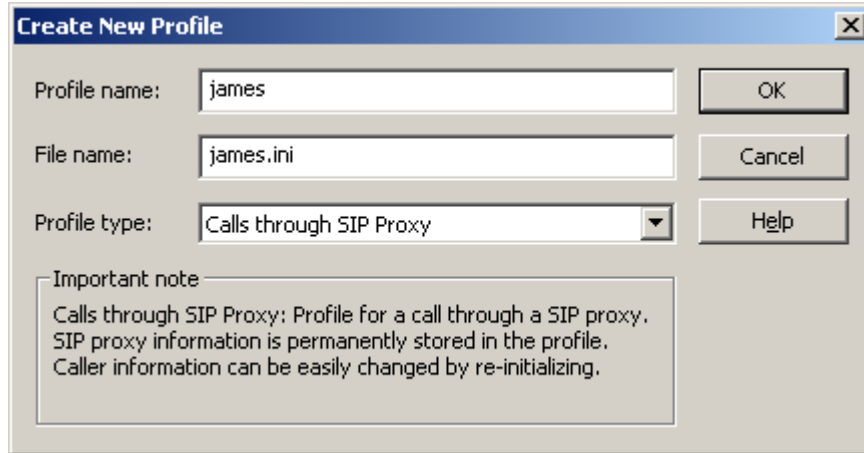 Create New Profile
Profile name: james OK
File name: james.ini Cancel
Profile type: Calls through SIP Proxy Help
Important note
Calls through SIP Proxy: Profile for a call through a SIP proxy.
SIP proxy information is permanently stored in the profile.
Caller information can be easily changed by re-initializing.